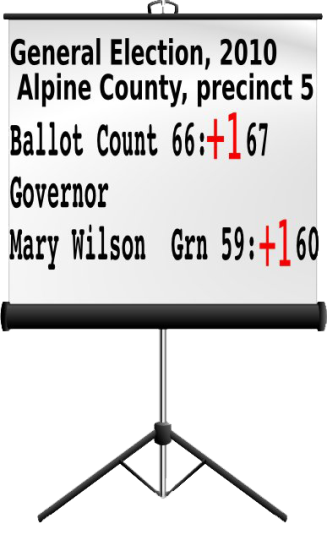 General Election, 2010
Alpine County, precinct 5
Ballot Count 66:+167
Governor
Mary Wilson Grn 59:+160